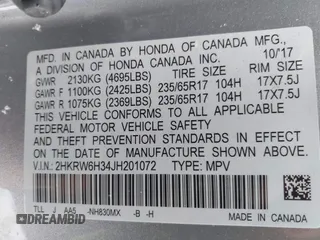 MFD. IN CANADA BY HONDA OF CANADA MFG.,
A DIVISION OF HONDA CANADA INC. 10/17
GVWR 2130KG (4695LBS) TIRE SIZE RIM SIZE
GAWR F 1100KG (2425LBS) 235/65R17 104H 17X7.5J
GAWR R 1075KG (2369LBS) 235/65R17 104H 17X7.5J
THIS VEHICLE CONFORMS TO ALL APPLICABLE
FEDERAL MOTOR VEHICLE SAFETY AND
THEFT PREVENTION STANDARDS IN EFFECT ON
THE DATE OF MANUFACTURE SHOWN ABOVE.
V.I.N.: 2HKRW6H34JH201072 TYPE: MPV
TLL J AA5 -NH830MX -B -H
DREAMBID